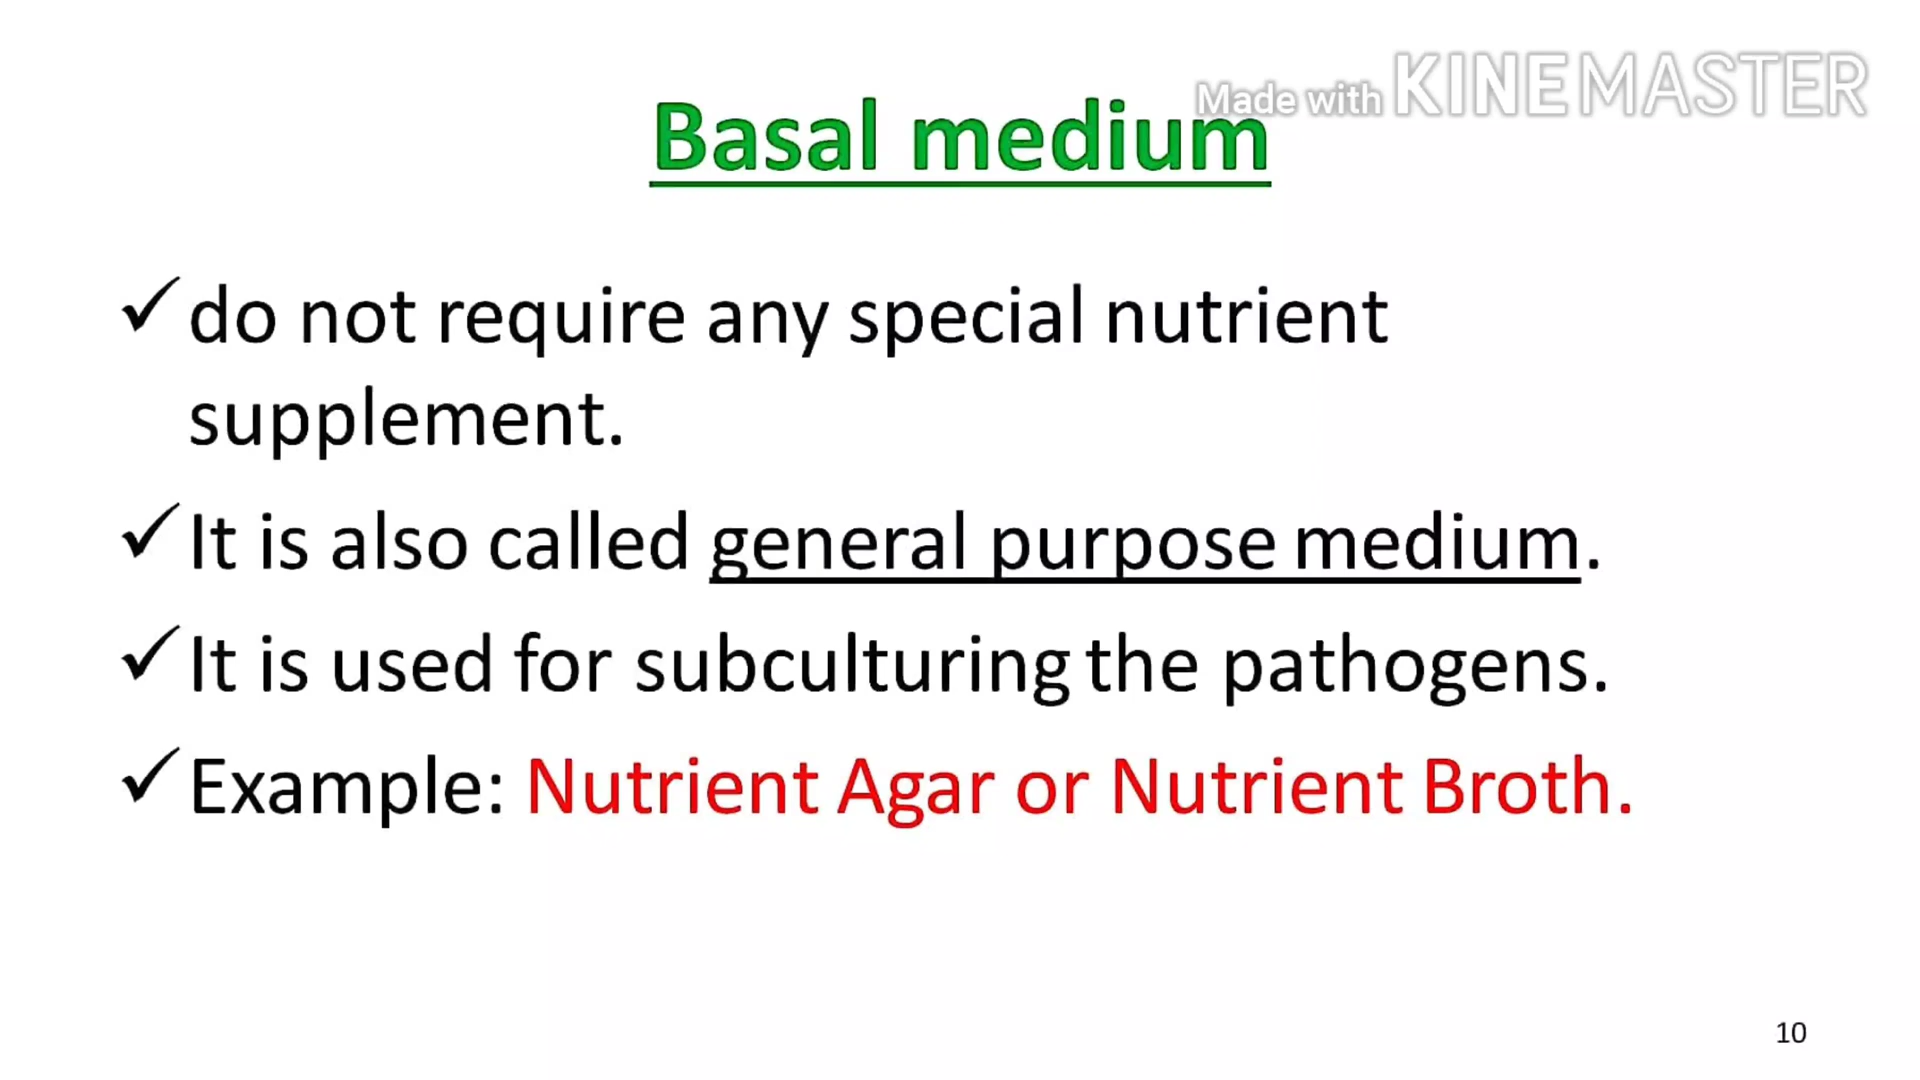 Made with KINEMASTER
Basal medium
✓do not require any special nutrient
supplement.
✓It is also called general purpose medium.
✓It is used for subculturing the pathogens.
✓Example: Nutrient Agar or Nutrient Broth.
10